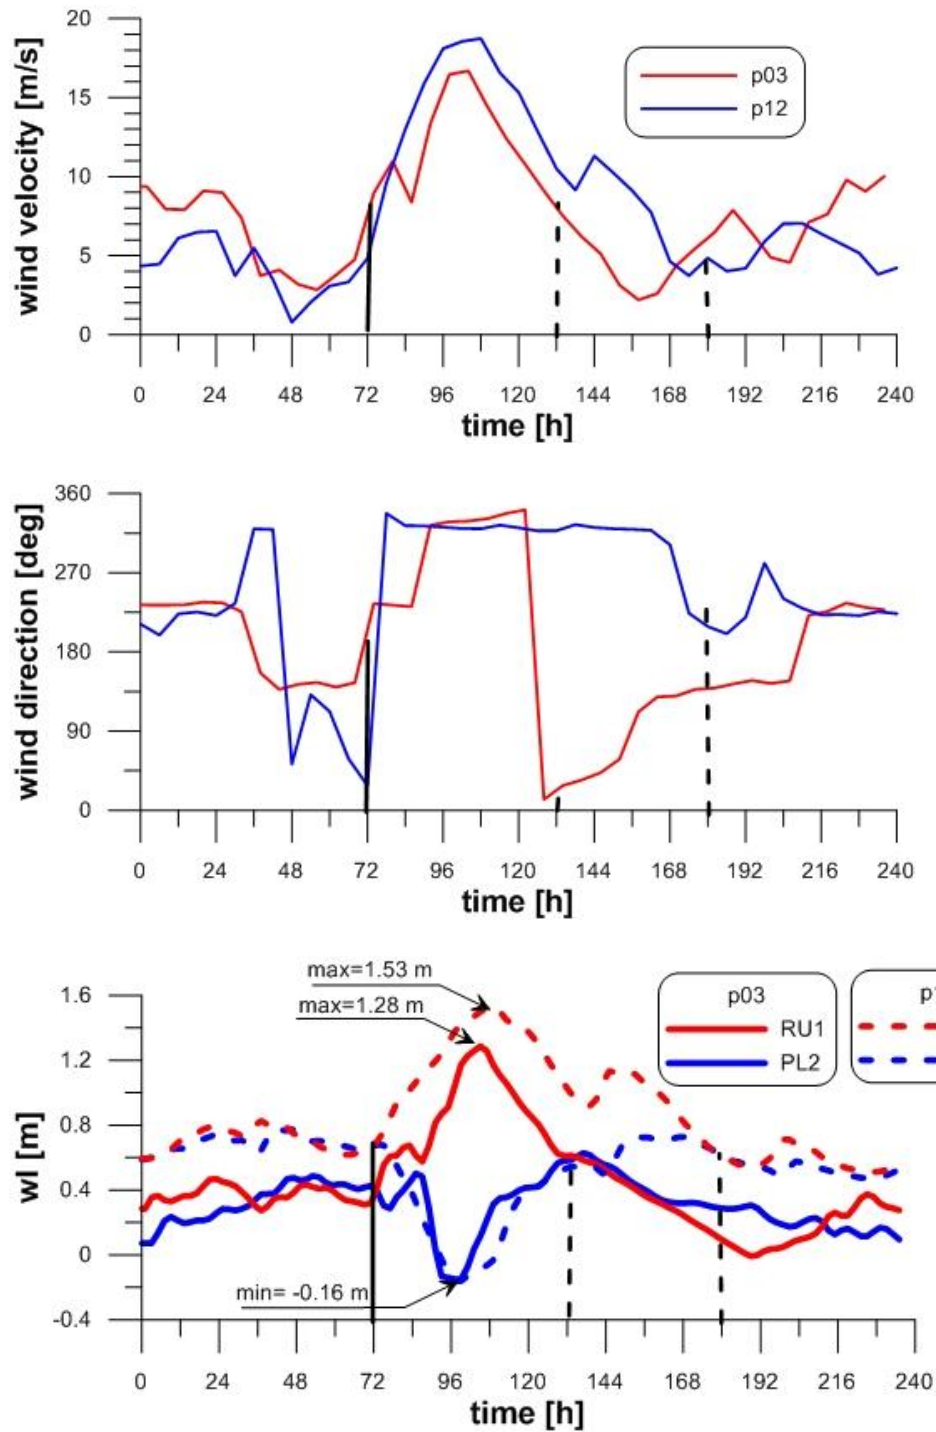 wind velocity [m/s]
20
15
10
5
0
p03
p12
0 24 48 72 96 120 144 168 192 216 240
time [h]
wind direction [deg]
360
270
180
90
0
0 24 48 72 96 120 144 168 192 216 240
time [h]
wl [m]
1.6
1.2
0.8
0.4
0
-0.4
max=1.53 m
max=1.28 m
min= -0.16 m
p03
RU1
PL2
0 24 48 72 96 120 144 168 192 216 240
time [h]